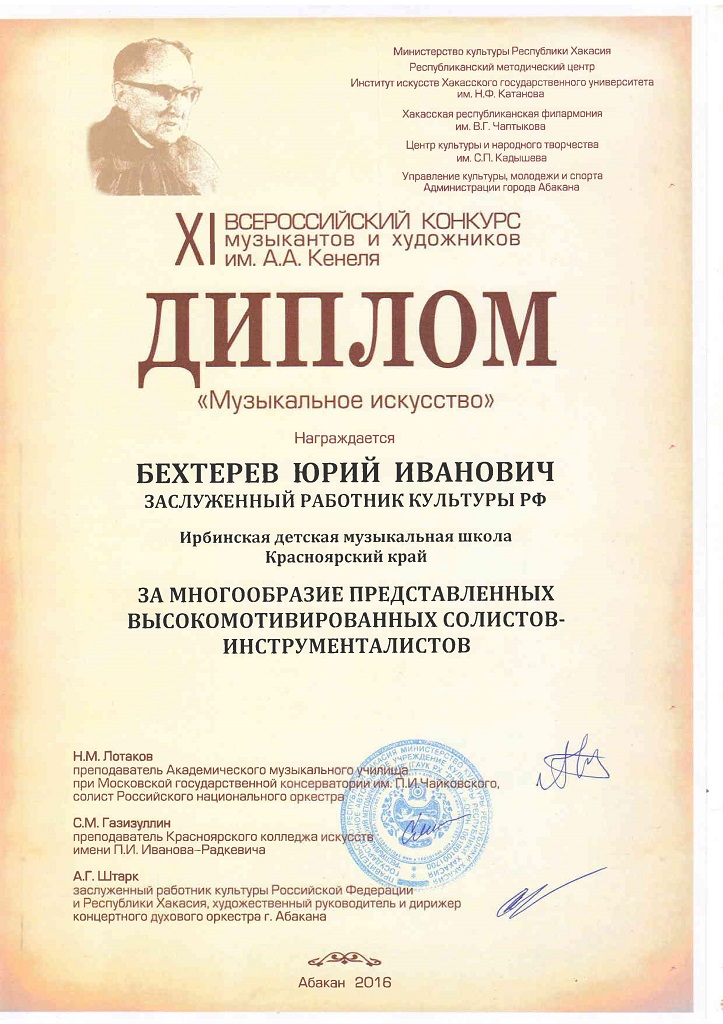 Министерство культуры Республики Хакасия
Республиканский методический центр
Институт искусств Хакасского государственного университета
им. Н.Ф. Катанова
Хакасская республиканская филармония
им. В.Г. Чаптыкова
Центр культуры и народного творчества
им. С.П. Кадышева
Управление культуры, молодежи и спорта
Администрации города Абакана
XI ВСЕРОССИЙСКИЙ КОНКУРС
музыкантов и художников
им. А.А. Кенеля
ДИПЛОМ
«Музыкальное искусство»
Награждается
БЕХТЕРЕВ ЮРИЙ ИВАНОВИЧ
ЗАСЛУЖЕННЫЙ РАБОТНИК КУЛЬТУРЫ РФ
Ирбинская детская музыкальная школа
Красноярский край
ЗА МНОГООБРАЗИЕ ПРЕДСТАВЛЕННЫХ
ВЫСОКОМОТИВИРОВАННЫХ СОЛИСТОВ-
ИНСТРУМЕНТАЛИСТОВ
Н.М. Лотаков
преподаватель Академического музыкального училища
при Московской государственной консерватории им. П.И.Чайковского,
солист Российского национального оркестра
С.М. Газизуллин
преподаватель Красноярского колледжа искусств
имени П.И. Иванова-Радкевича
А.Г. Штарк
заслуженный работник культуры Российской Федерации
и Республики Хакасия, художественный руководитель и дирижер
концертного духового оркестра г. Абакана
Абакан 2016